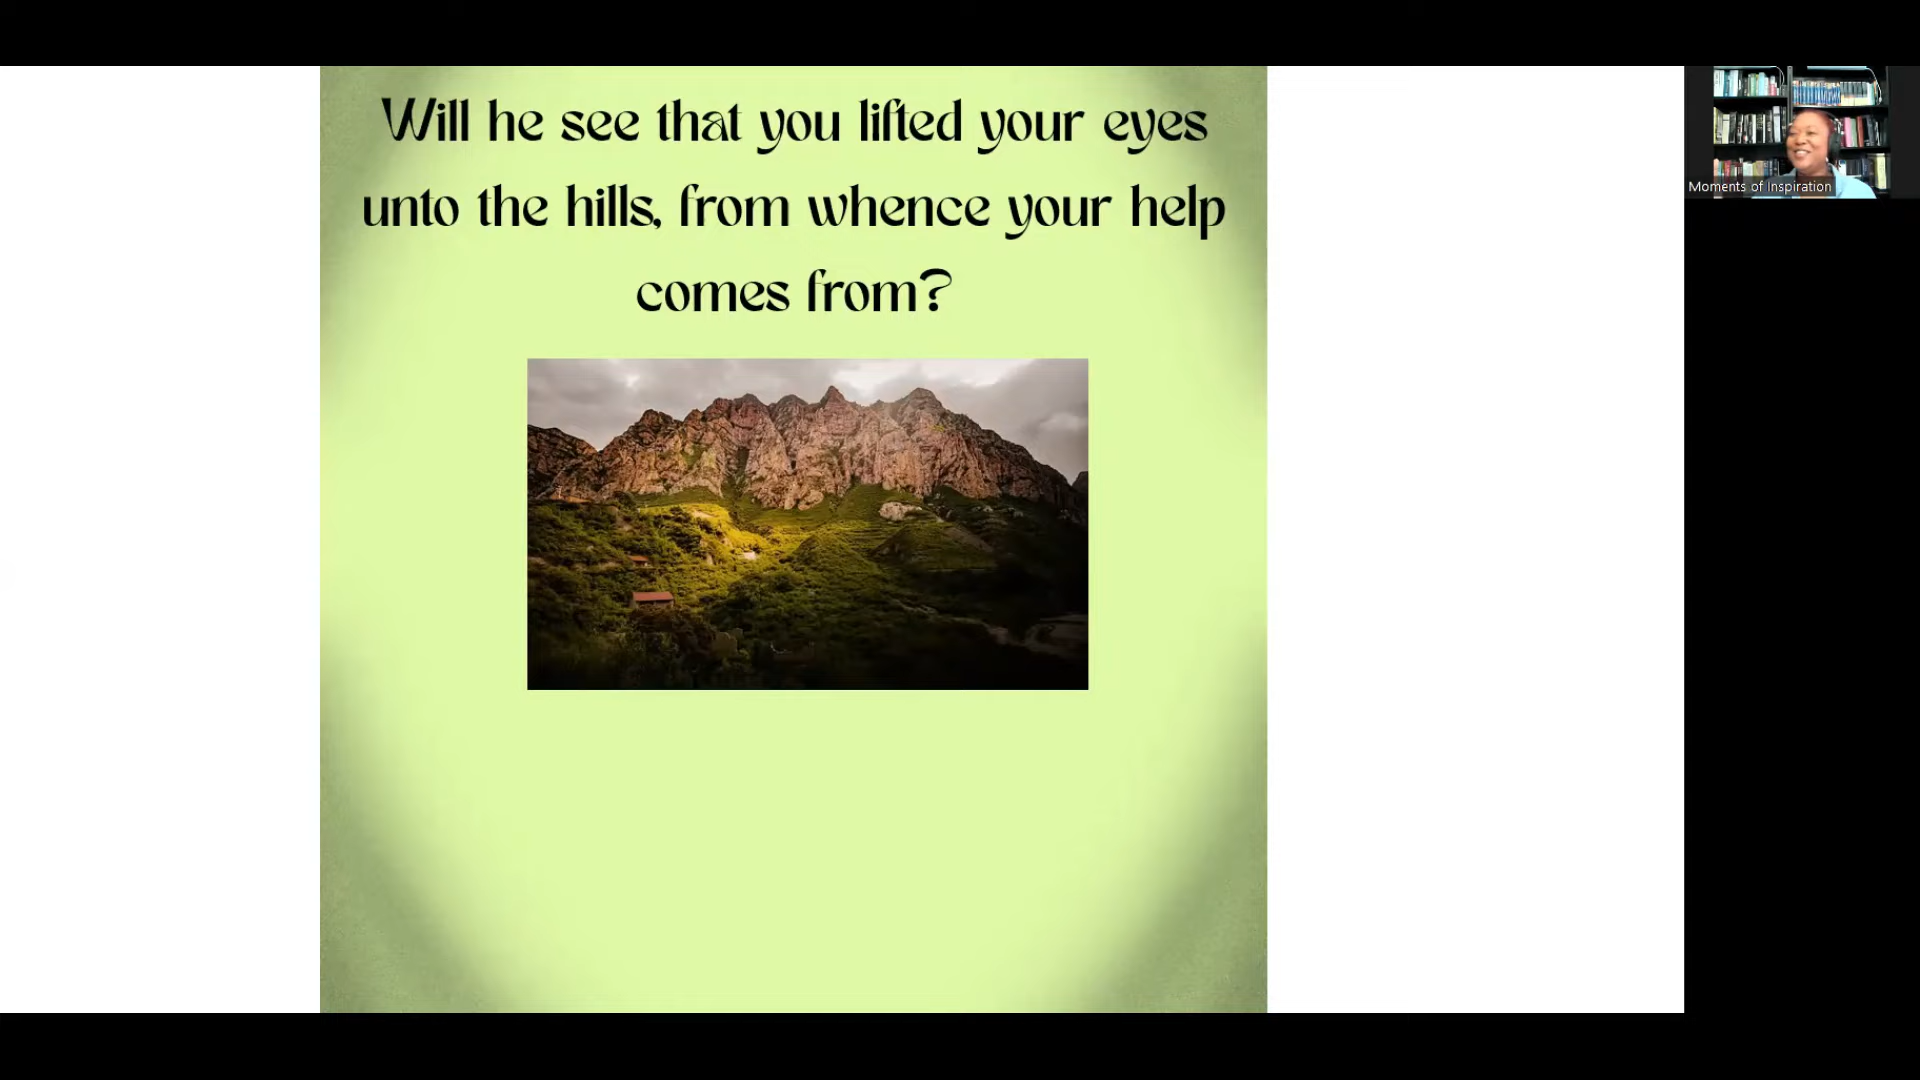 Will he see that you lifted your eyes
unto the hills, from whence your help
comes from?
Moments of Inspiration